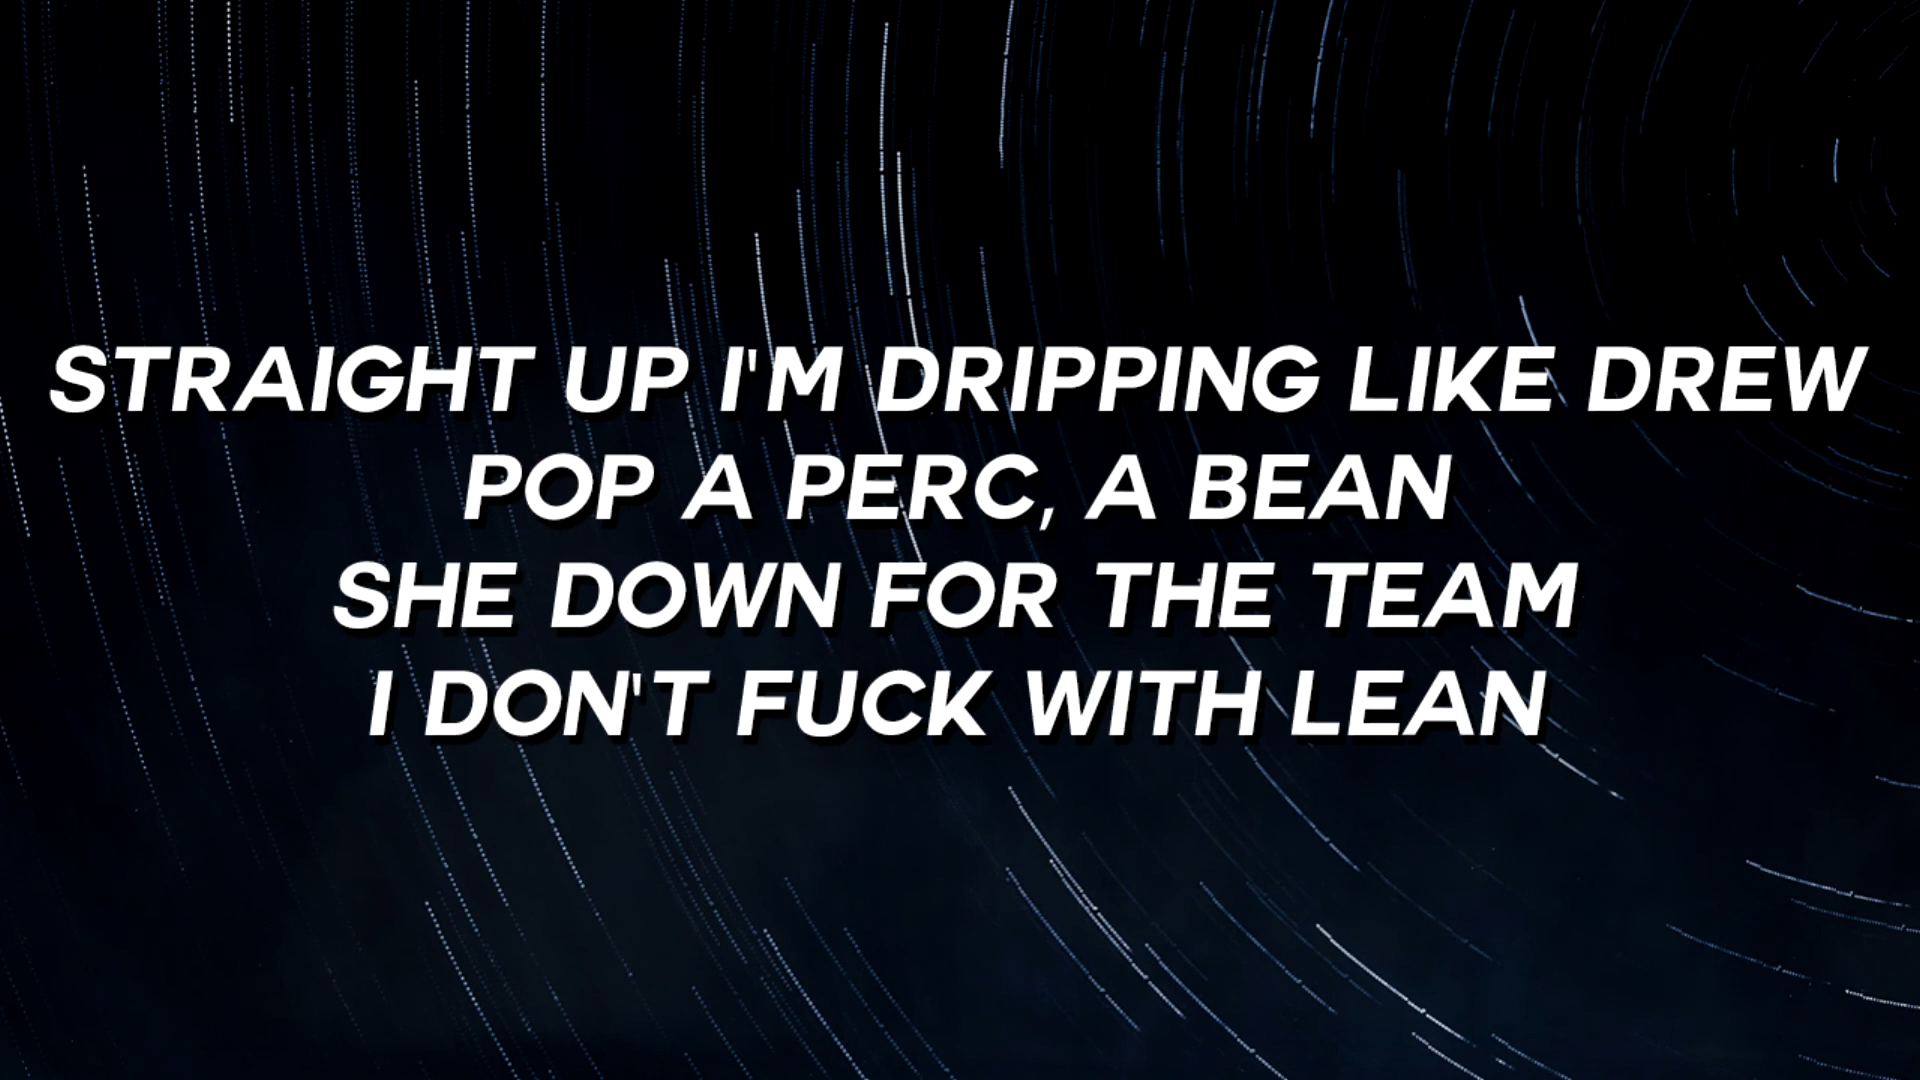 STRAIGHT UP I'M DRIPPING LIKE DREW
POP A PERC, A BEAN
SHE DOWN FOR THE TEAM
I DON'T FUCK WITH LEAN